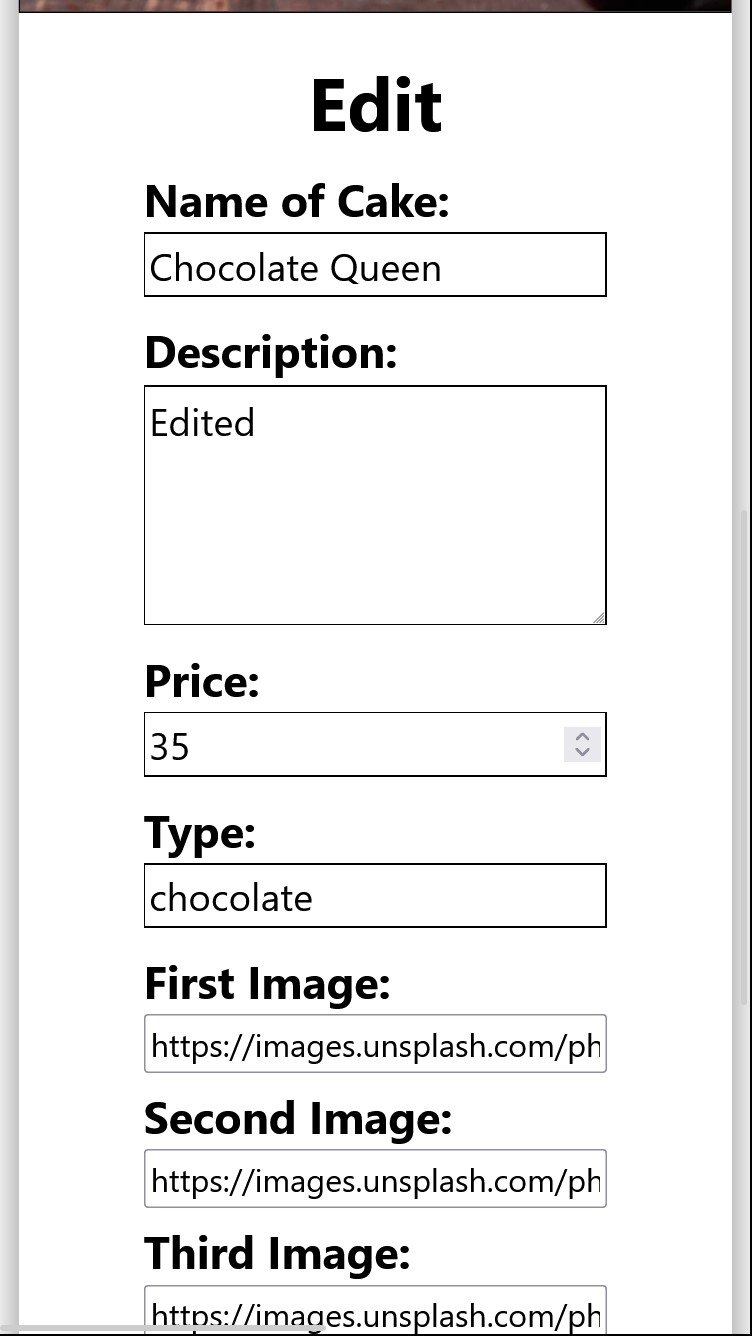 Edit
Name of Cake:
Chocolate Queen
Description:
Edited
Price:
35
Type:
chocolate
First Image:
https://images.unsplash.com/ph
Second Image:
https://images.unsplash.com/ph
Third Image:
https://images.unsplash.com/ph